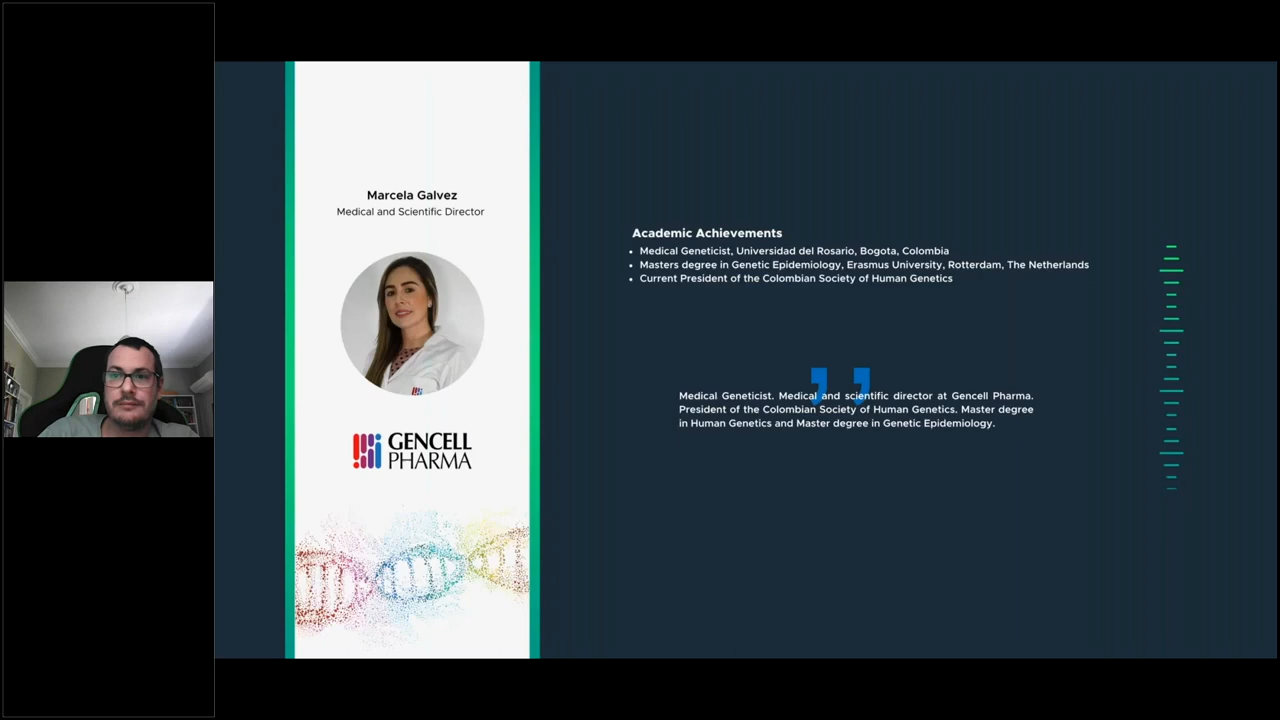 Marcela Galvez
Medical and Scientific Director
GENCELL
PHARMA
Academic Achievements
• Medical Geneticist, Universidad del Rosario, Bogota, Colombia
• Masters degree in Genetic Epidemiology, Erasmus University, Rotterdam, The Netherlands
• Current President of the Colombian Society of Human Genetics
Medical Geneticist. Medical and scientific director at Gencell Pharma.
President of the Colombian Society of Human Genetics. Master degree
in Human Genetics and Master degree in Genetic Epidemiology.